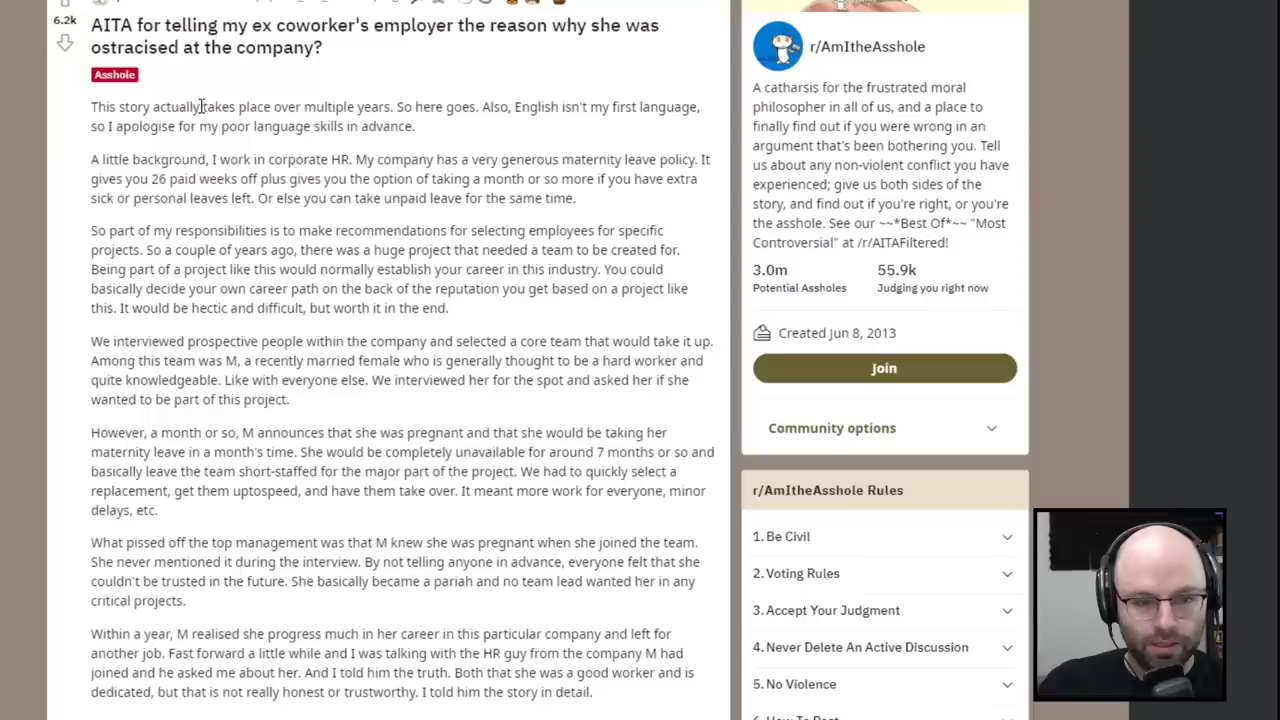 6.2k
AITA for telling my ex coworker's employer the reason why she was
ostracised at the company?
Asshole
This story actually takes place over multiple years. So here goes. Also, English isn't my first language,
so I apologise for my poor language skills in advance.
A little background, I work in corporate HR. My company has a very generous maternity leave policy. It
gives you 26 paid weeks off plus gives you the option of taking a month or so more if you have extra
sick or personal leaves left. Or else you can take unpaid leave for the same time.
So part of my responsibilities is to make recommendations for selecting employees for specific
projects. So a couple of years ago, there was a huge project that needed a team to be created for.
Being part of a project like this would normally establish your career in this industry. You could
basically decide your own career path on the back of the reputation you get based on a project like
this. It would be hectic and difficult, but worth it in the end.
We interviewed prospective people within the company and selected a core team that would take it up.
Among this team was M, a recently married female who is generally thought to be a hard worker and
quite knowledgeable. Like with everyone else. We interviewed her for the spot and asked her if she
wanted to be part of this project.
However, a month or so, M announces that she was pregnant and that she would be taking her
maternity leave in a month's time. She would be completely unavailable for around 7 months or so and
basically leave the team short-staffed for the major part of the project. We had to quickly select a
replacement, get them uptospeed, and have them take over. It meant more work for everyone, minor
delays, etc.
What pissed off the top management was that M knew she was pregnant when she joined the team.
She never mentioned it during the interview. By not telling anyone in advance, everyone felt that she
couldn't be trusted in the future. She basically became a pariah and no team lead wanted her in any
critical projects.
Within a year, M realised she progress much in her career in this particular company and left for
another job. Fast forward a little while and I was talking with the HR guy from the company M had
joined and he asked me about her. And I told him the truth. Both that she was a good worker and is
dedicated, but that is not really honest or trustworthy. I told him the story in detail.
r/AmItheAsshole
A catharsis for the frustrated moral
philosopher in all of us, and a place to
finally find out if you were wrong in an
argument that's been bothering you. Tell
us about any non-violent conflict you have
experienced; give us both sides of the
story, and find out if you're right, or you're
the asshole. See our ~~*Best Of*~~ "Most
Controversial" at /r/AITAFiltered!
3.0m 55.9k
Potential Assholes Judging you right now
Created Jun 8, 2013
Join
Community options
r/AmItheAsshole Rules
1. Be Civil
2. Voting Rules
3. Accept Your Judgment
4. Never Delete An Active Discussion
5. No Violence